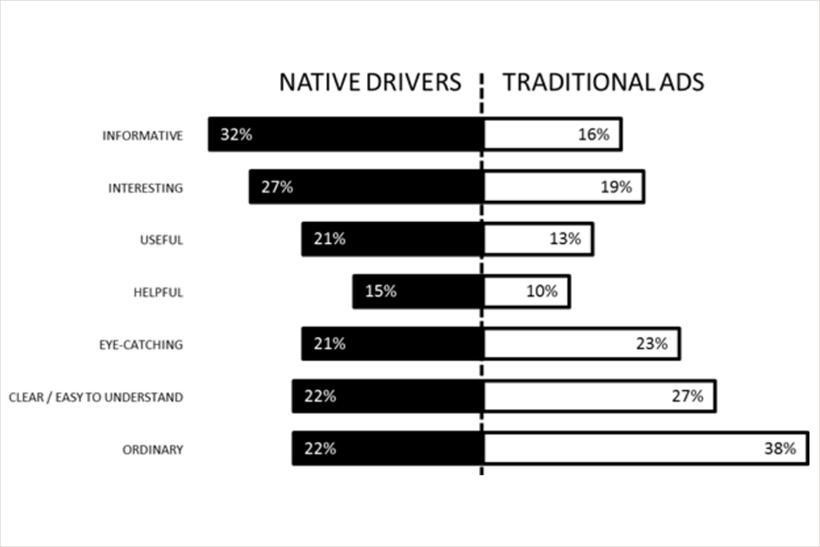 NATIVE DRIVERS TRADITIONAL ADS
INFORMATIVE 32% 16%
INTERESTING 27% 19%
USEFUL 21% 13%
HELPFUL 15% 10%
EYE-CATCHING 21% 23%
CLEAR / EASY TO UNDERSTAND 22% 27%
ORDINARY 22% 38%